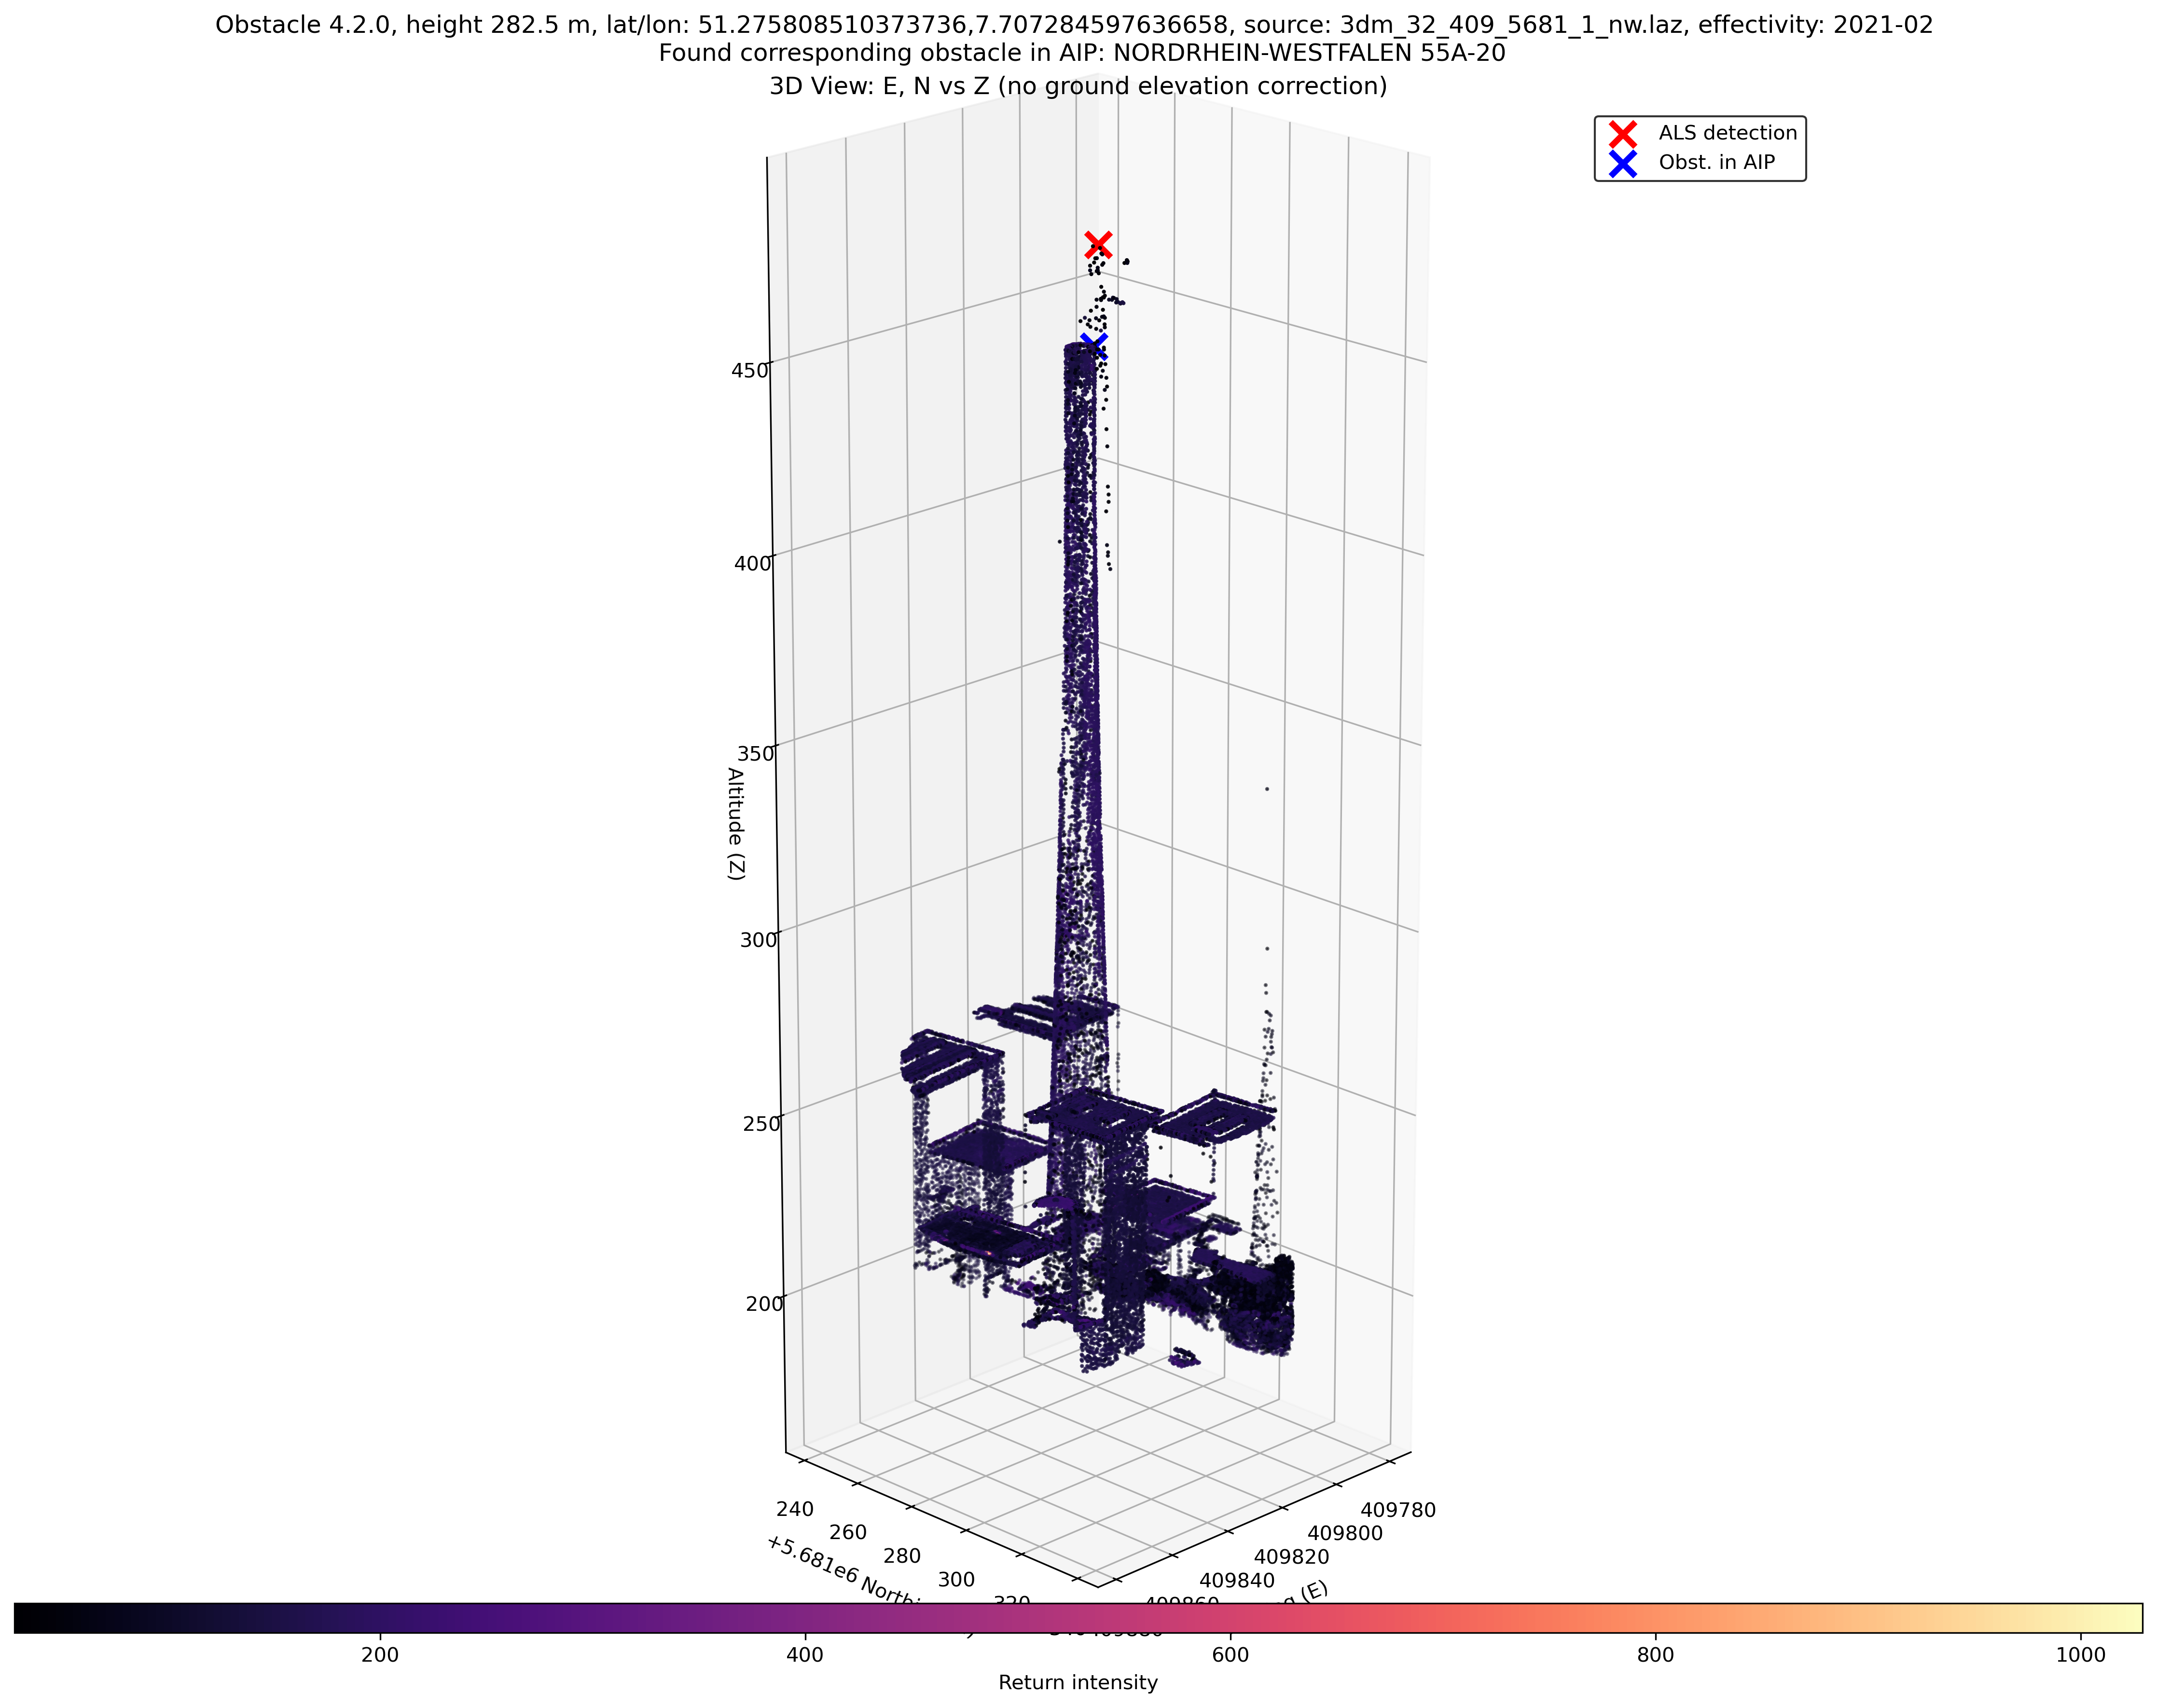 Obstacle 4.2.0, height 282.5 m, lat/lon: 51.275808510373736,7.707284597636658, source: 3dm_32_409_5681_1_nw.laz, effectivity: 2021-02
Found corresponding obstacle in AIP: NORDRHEIN-WESTFALEN 55A-20
3D View: E, N vs Z (no ground elevation correction)
ALS detection
Obst. in AIP
450
400
350
300
250
200
Altitude (Z)
240
260
280
300
320
+5.681e6
409780
409800
409820
409840
409860
(E)
200
400
600
800
1000
Return intensity